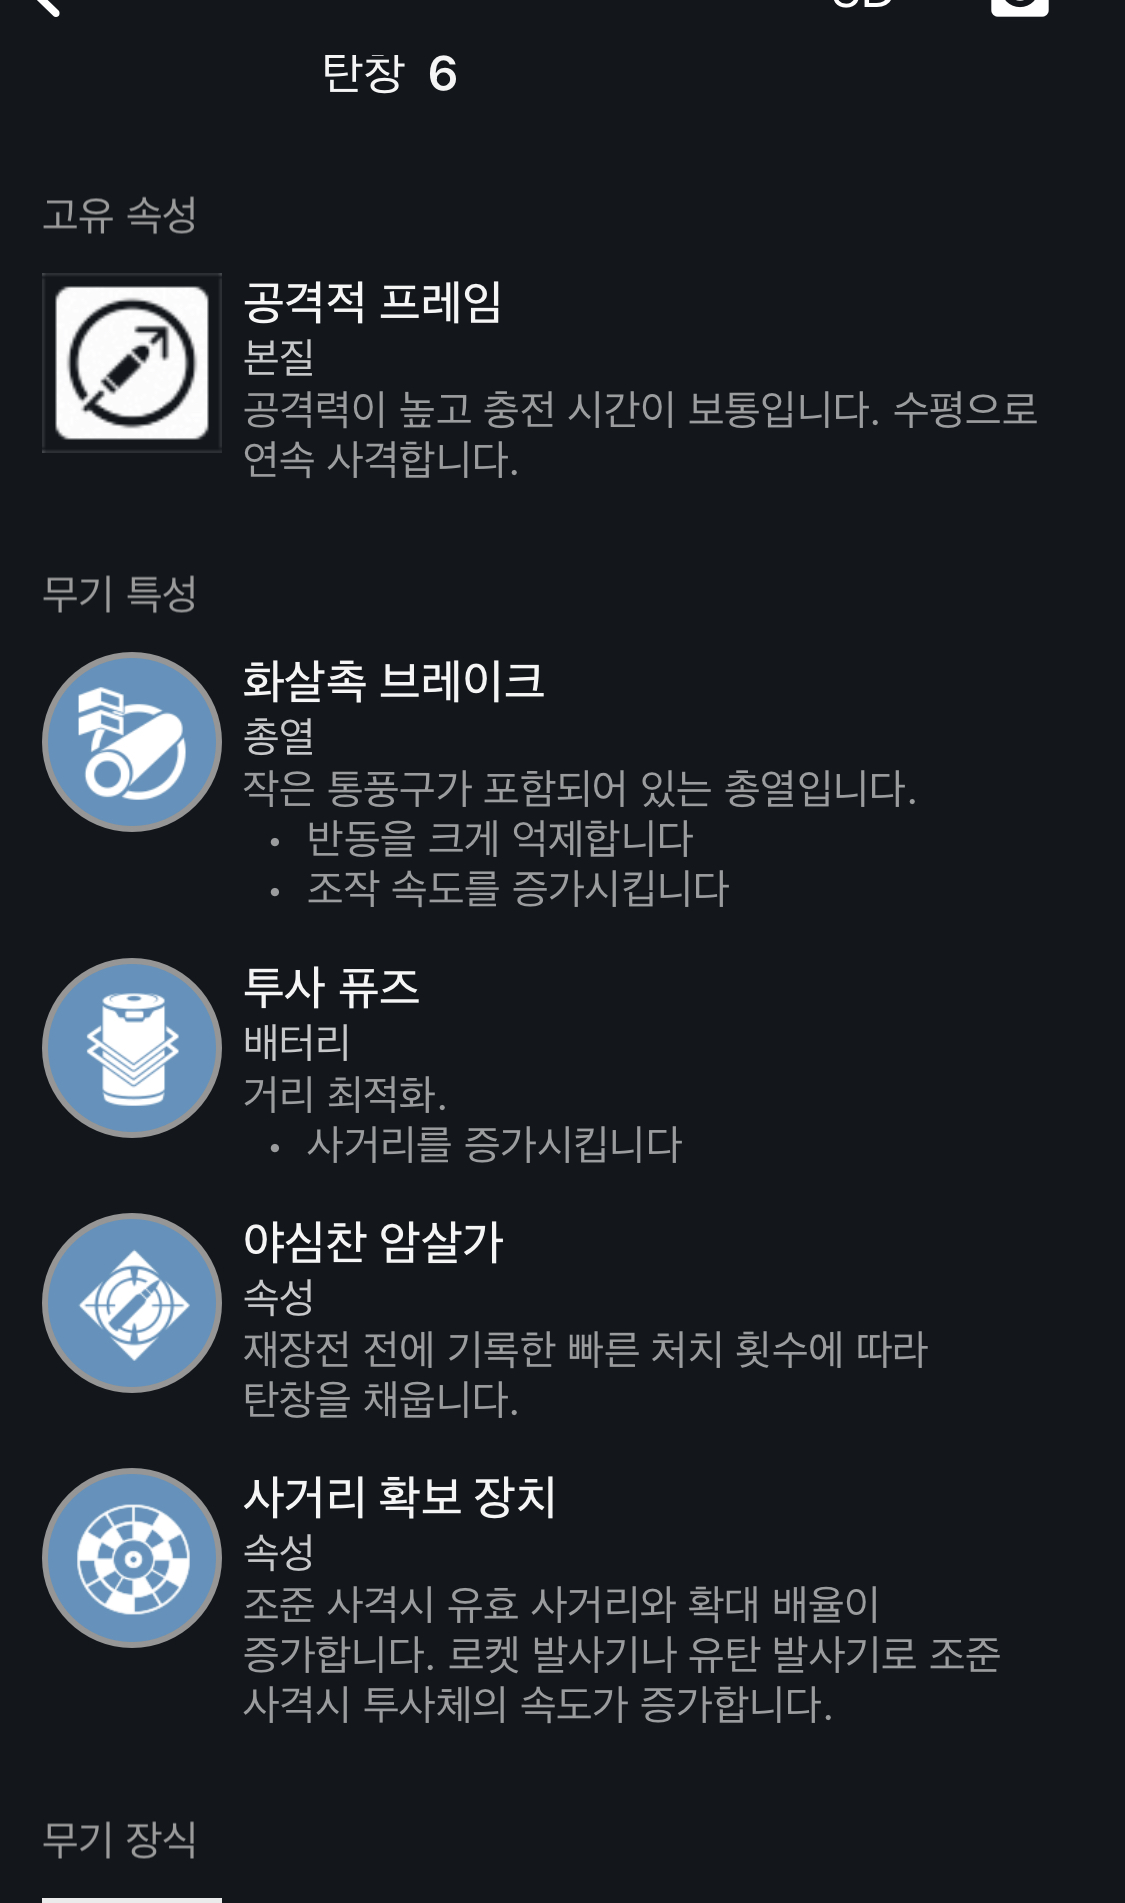 탄창 6
고유 속성
공격적 프레임
본질
공격력이 높고 충전 시간이 보통입니다. 수평으로
연속 사격합니다.
무기 특성
화살촉 브레이크
총열
작은 통풍구가 포함되어 있는 총열입니다.
• 반동을 크게 억제합니다
• 조작 속도를 증가시킵니다
투사 퓨즈
배터리
거리 최적화.
• 사거리를 증가시킵니다
야심찬 암살가
속성
재장전 전에 기록한 빠른 처치 횟수에 따라
탄창을 채웁니다.
사거리 확보 장치
속성
조준 사격시 유효 사거리와 확대 배율이
증가합니다. 로켓 발사기나 유탄 발사기로 조준
사격시 투사체의 속도가 증가합니다.
무기 장식